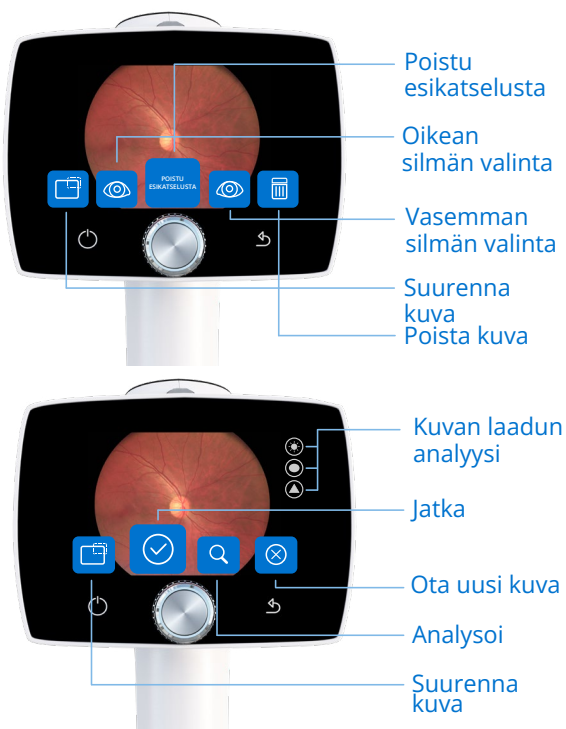 Poistu
esikatselusta
Oikean
silmän valinta
POISTU
ESIKATSELUSTA
Vasemman
silmän valinta
Suurenna
kuva
Poista kuva
Kuvan laadun
analyysi
Jatka
Ota uusi kuva
Analysoi
Suurenna
kuva